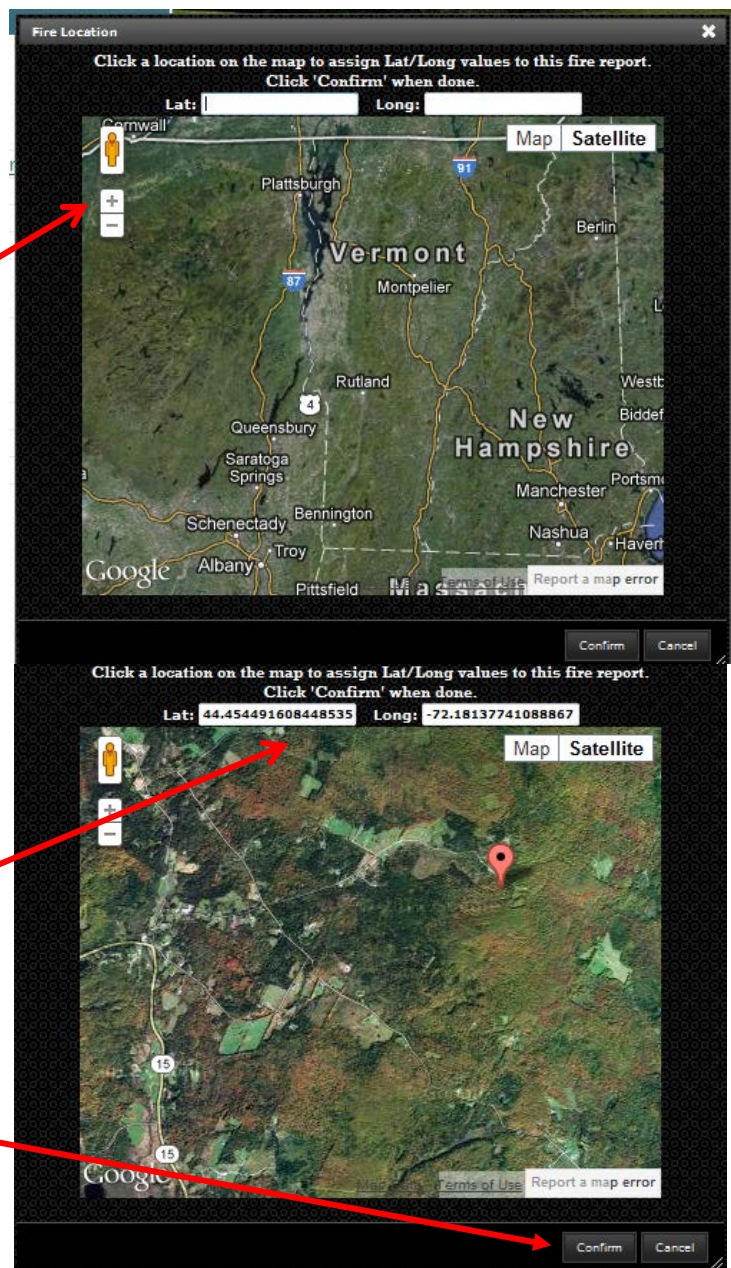 Fire Location
Click a location on the map to assign Lat/Long values to this fire report.
Click 'Confirm' when done.
Lat: Long:
Cornwall
Map Satellite
91
Plattsburgh
+
Berlin
−
Vermont
87
Montpelier
Rutland
Westb
4
New
Biddef
Queensbury
Hampshire
Saratoga
Springs
Portsmo
Manchester
Bennington
Schenectady
Nashua
Haverh
Troy
Google
Albany
Terms of Use
Report a map error
Pittsfield
Massach
Confirm Cancel
Click a location on the map to assign Lat/Long values to this fire report.
Click 'Confirm' when done.
Lat: 44.454491608448535 Long: -72.18137741088867
Map Satellite
+
−
15
15
Google
Terms of Use
Report a map error
Confirm Cancel